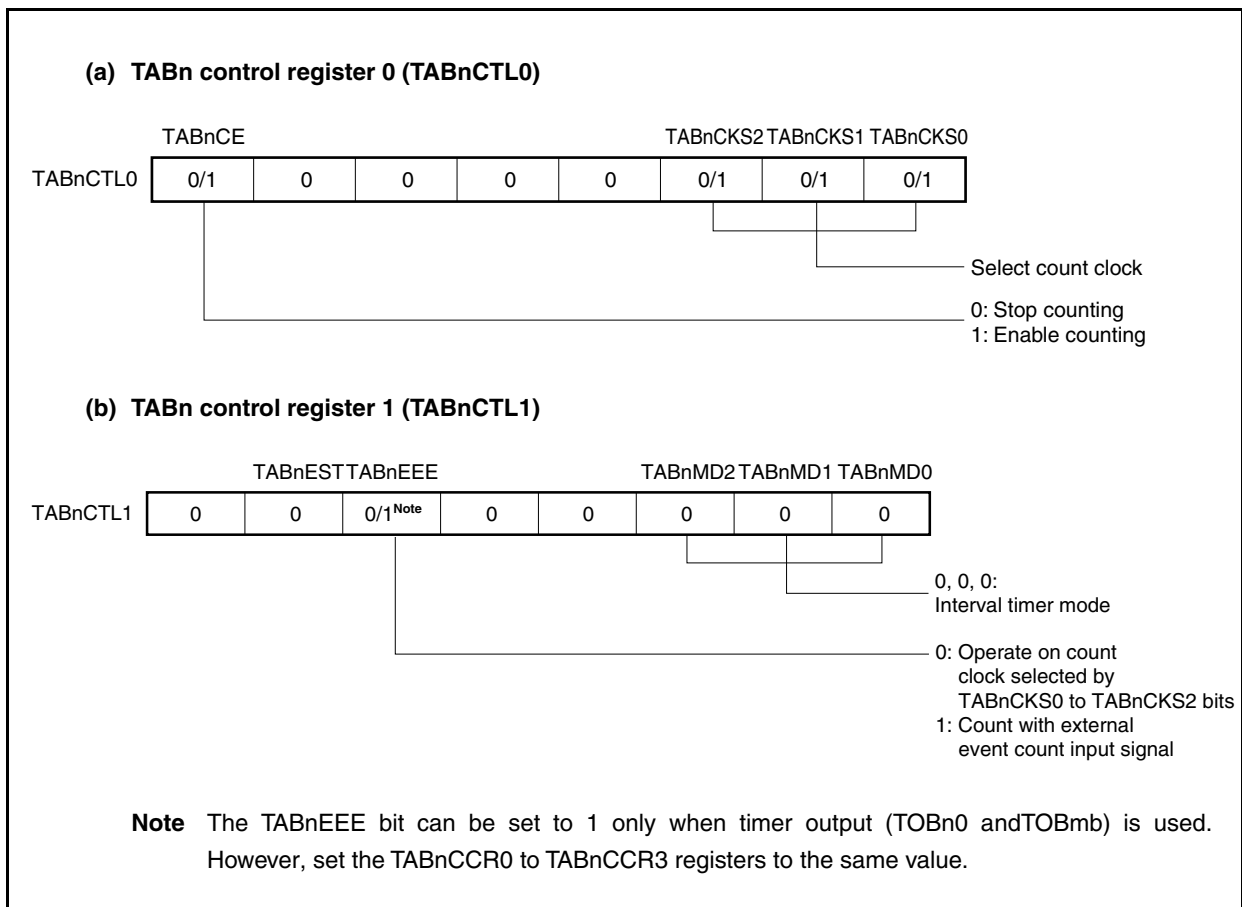 (a) TABn control register 0 (TABnCTL0)
TABnCE TABnCKS2 TABnCKS1 TABnCKS0
TABnCTL0 0/1 0 0 0 0 0/1 0/1 0/1
Select count clock
0: Stop counting
1: Enable counting
(b) TABn control register 1 (TABnCTL1)
TABnEST TABnEEE TABnMD2 TABnMD1 TABnMD0
TABnCTL1 0 0 0/1Note 0 0 0 0 0
0, 0, 0:
Interval timer mode
0: Operate on count
clock selected by
TABnCKS0 to TABnCKS2 bits
1: Count with external
event count input signal
Note The TABnEEE bit can be set to 1 only when timer output (TOBn0 andTOBmb) is used.
However, set the TABnCCR0 to TABnCCR3 registers to the same value.